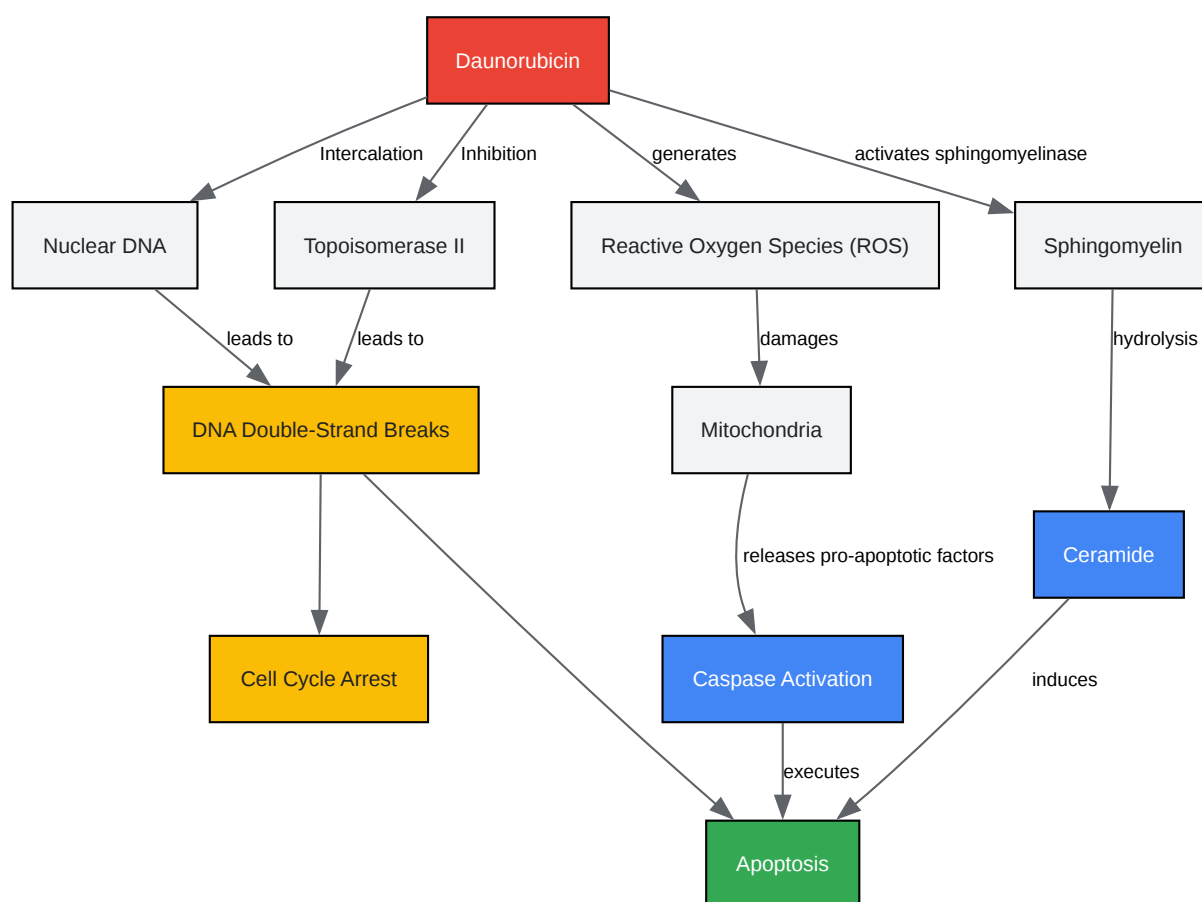 Daunorubicin
Intercalation
Inhibition
generates
activates sphingomyelinase
Nuclear DNA
Topoisomerase II
Reactive Oxygen Species (ROS)
Sphingomyelin
leads to
leads to
damages
hydrolysis
DNA Double-Strand Breaks
Mitochondria
releases pro-apoptotic factors
Ceramide
Cell Cycle Arrest
Caspase Activation
induces
executes
Apoptosis